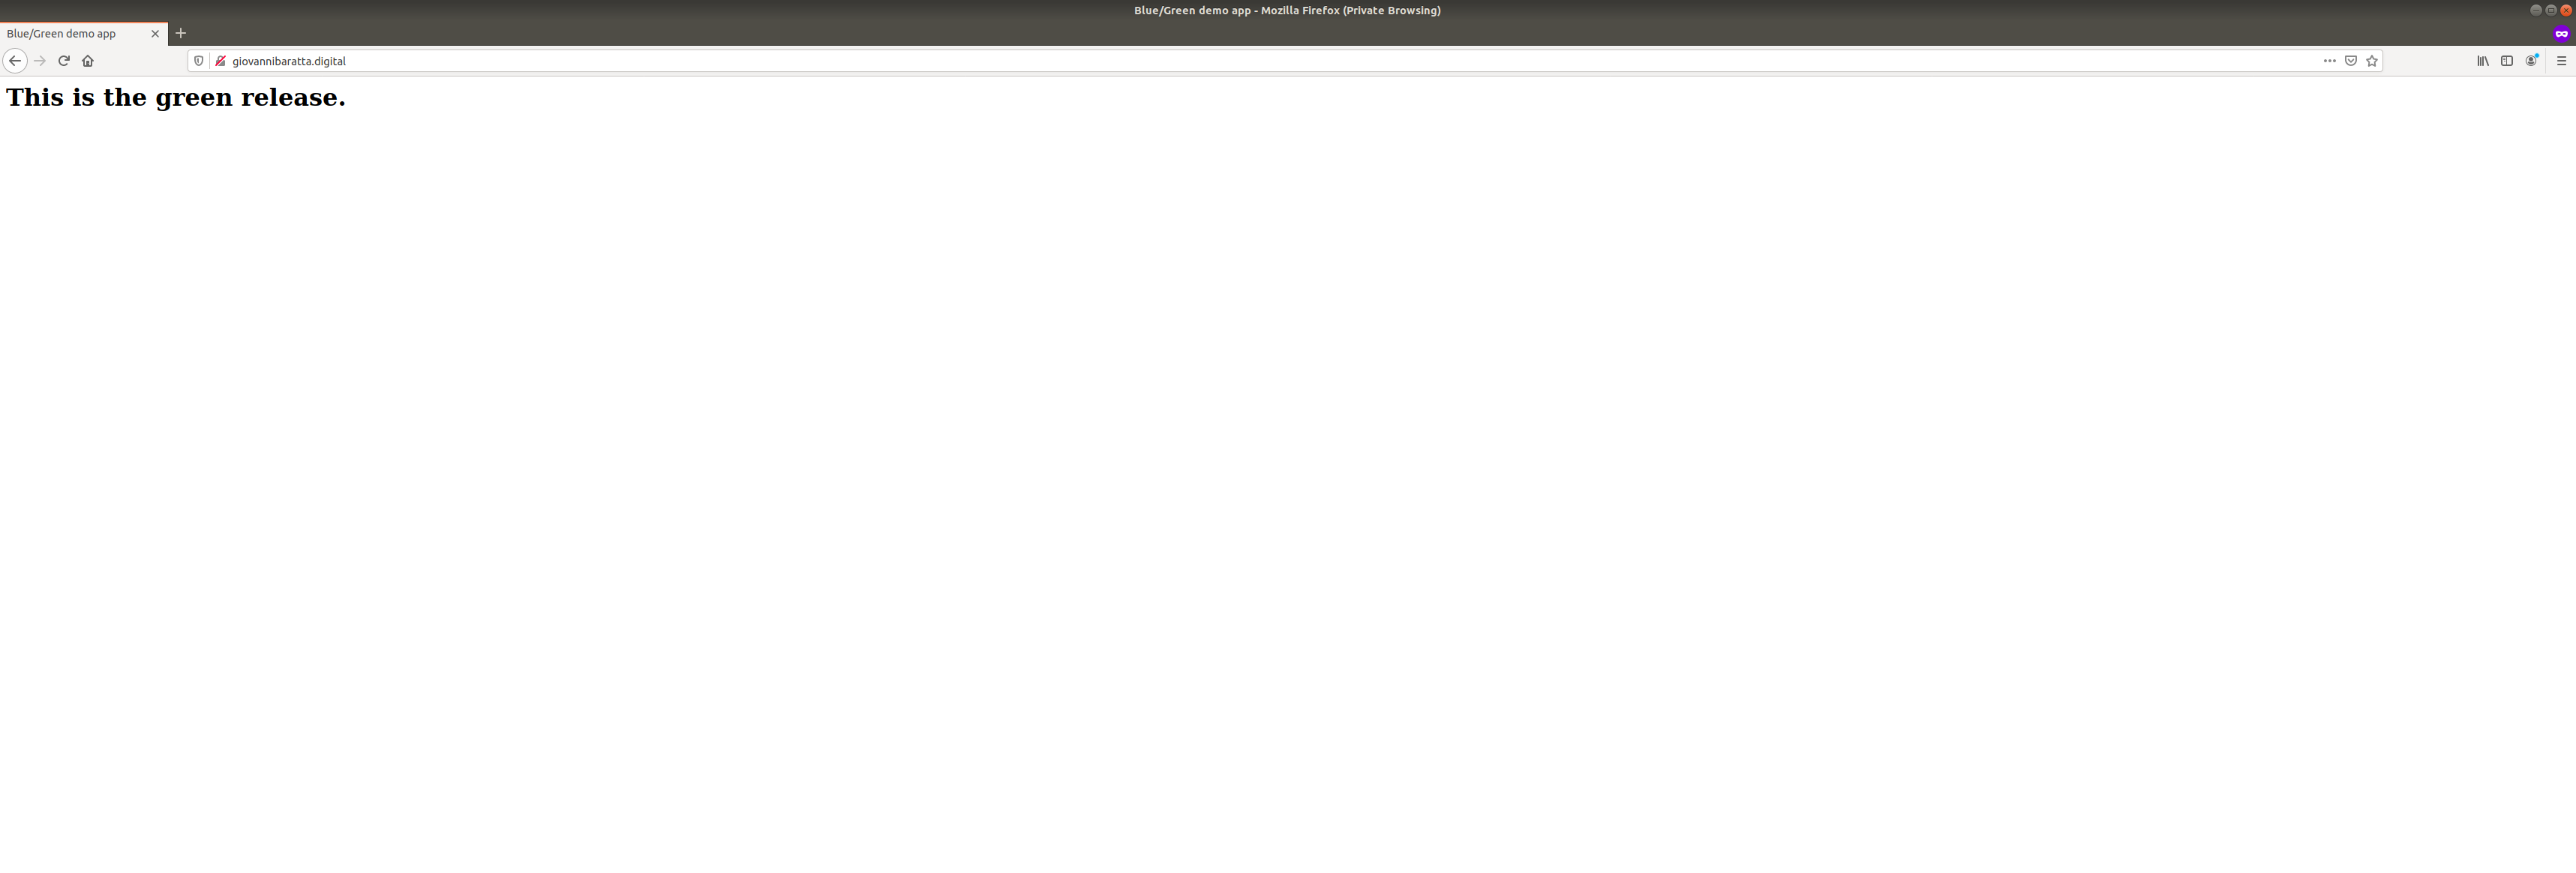 Blue/Green demo app - Mozilla Firefox (Private Browsing)
Blue/Green demo app
giovannibaratta.digital
This is the green release.